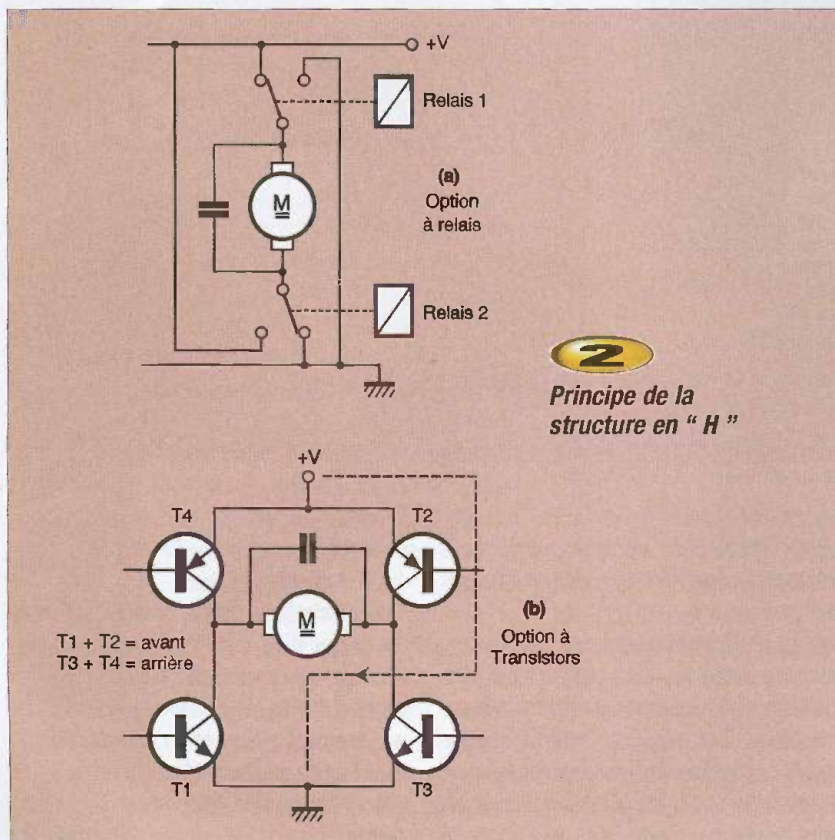 +V
Relais 1
(a)
Option
à relais
M
Relais 2
2
Principe de la
structure en " H "
+V
T4
T2
M
(b)
Option à
Transistors
T1 + T2 = avant
T3 + T4 = arrière
T1
T3